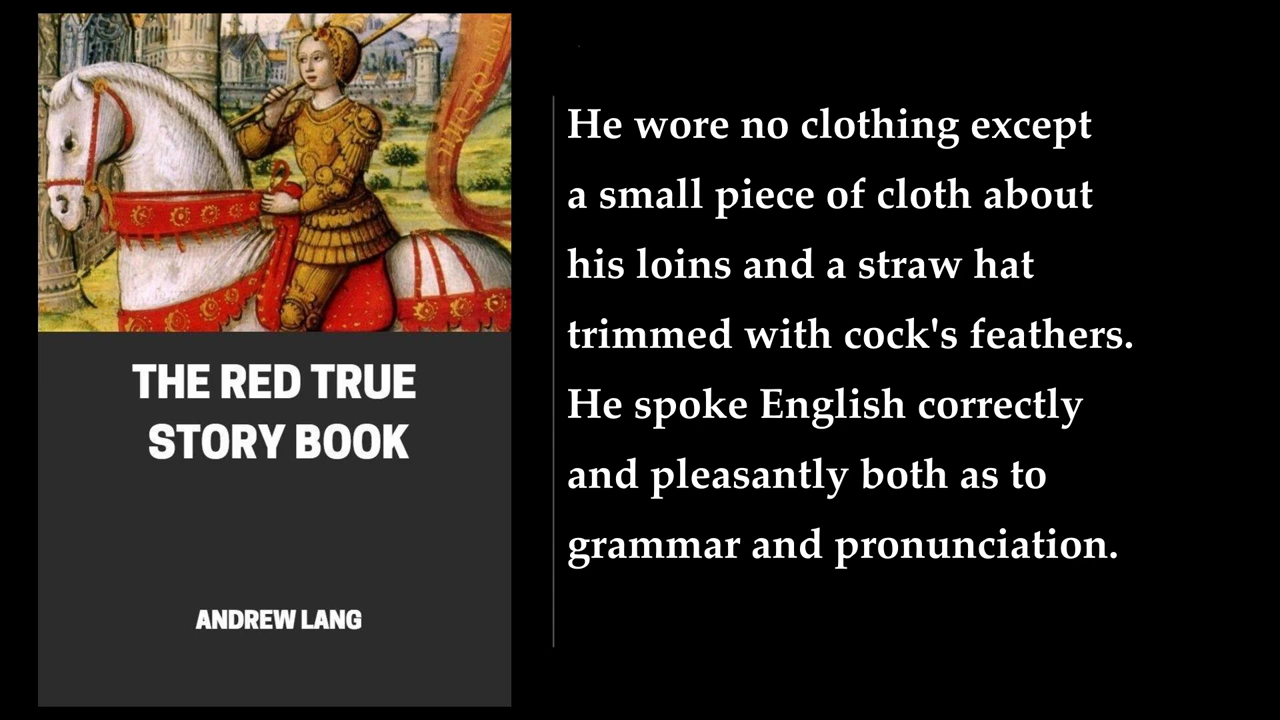 THE RED TRUE
STORY BOOK
ANDREW LANG
He wore no clothing except
a small piece of cloth about
his loins and a straw hat
trimmed with cock's feathers.
He spoke English correctly
and pleasantly both as to
grammar and pronunciation.